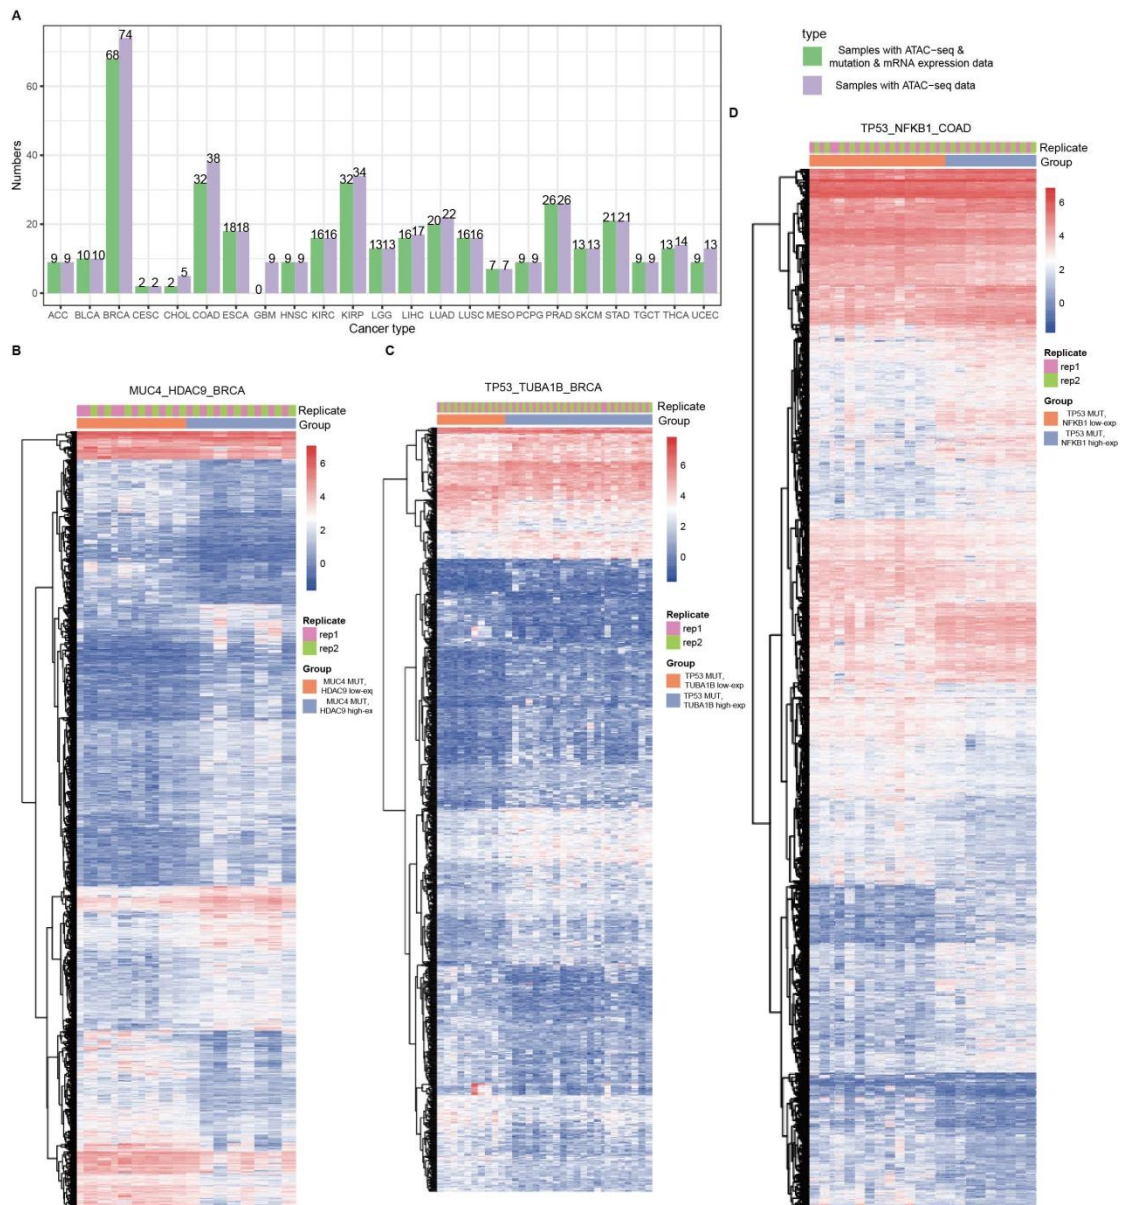 A
74
68
38
32
34
32
26 26
20 22
21 21
18 18
16 16
16 17
16 16
9 9
10 10
2 2
2 5
0 9
9 9
13 13
7 7
9 9
13 13
9 9
13 14
9 13
60
40
20
0
Numbers
ACC BLCA BRCA CESC CHOL COAD ESCA GBM HNSC KIRC KIRP LGG LIHC LUAD LUSC MESO PCPG PRAD SKCM STAD TGCT THCA UCEC
Cancer type
type
Samples with ATAC−seq &
mutation & mRNA expression data
Samples with ATAC−seq data
B
MUC4_HDAC9_BRCA
Replicate
Group
6
4
2
0
Replicate
rep1
rep2
Group
MUC4 MUT,
HDAC9 low-exp
MUC4 MUT,
HDAC9 high-ex
C
TP53_TUBA1B_BRCA
Replicate
Group
6
4
2
0
Replicate
rep1
rep2
Group
TP53 MUT,
TUBA1B low-exp
TP53 MUT,
TUBA1B high-exp
D
TP53_NFKB1_COAD
Replicate
Group
6
4
2
0
Replicate
rep1
rep2
Group
TP53 MUT,
NFKB1 low-exp
TP53 MUT,
NFKB1 high-exp